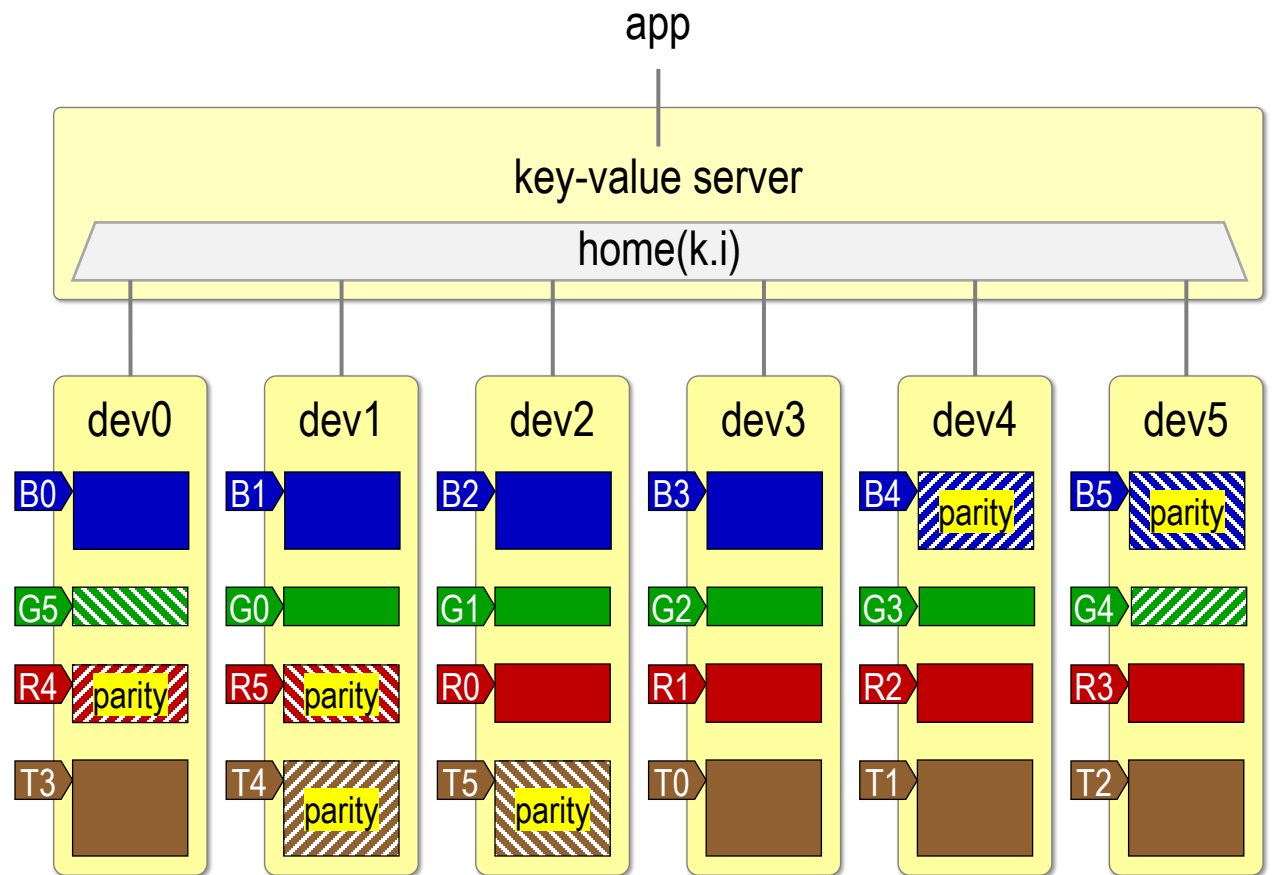 app
key-value server
home(k.i)
dev0 dev1 dev2 dev3 dev4 dev5
B0 B1 B2 B3 B4 parity B5 parity
G5 G0 G1 G2 G3 G4
R4 parity R5 parity R0 R1 R2 R3
T3 T4 parity T5 parity T0 T1 T2